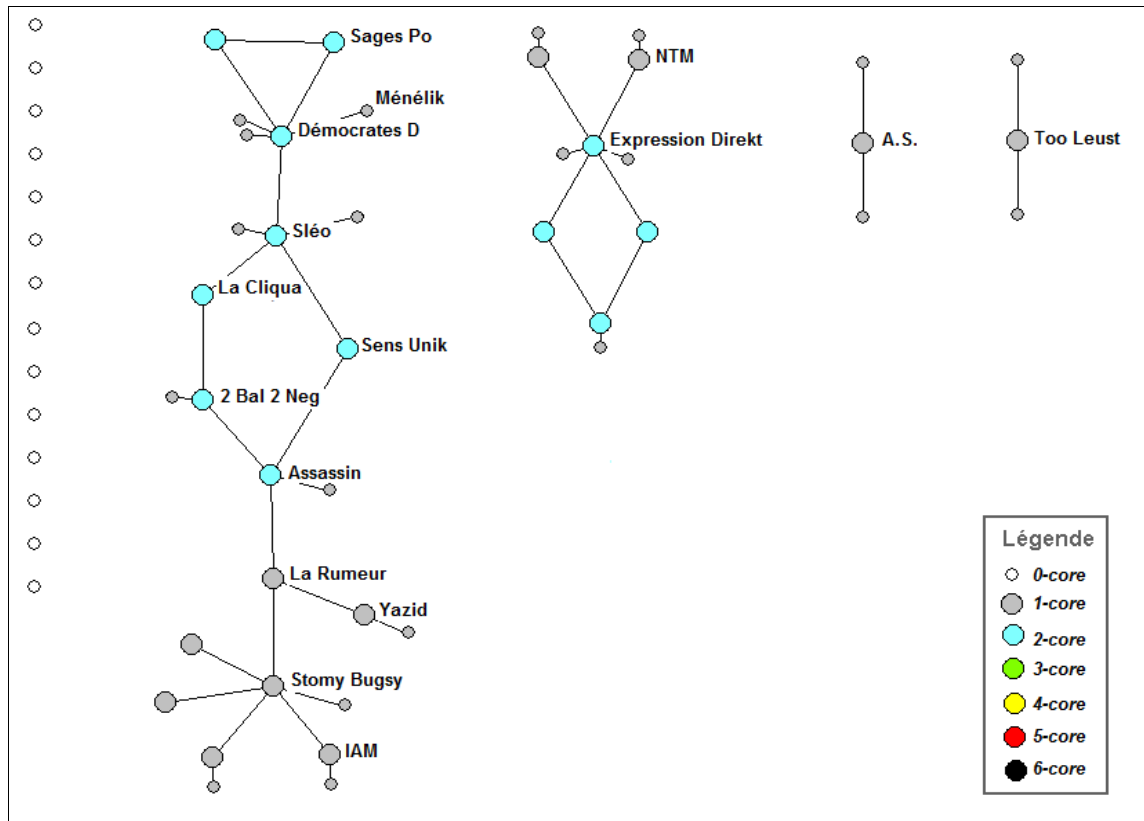 Sages Po
NTM
Ménélik
Démocrates D
Expression Direkt
A.S.
Too Leust
Sléo
La Cliqua
Sens Unik
2 Bal 2 Neg
Assassin
La Rumeur
Yazid
Stomy Bugsy
IAM
Légende
0-core
1-core
2-core
3-core
4-core
5-core
6-core